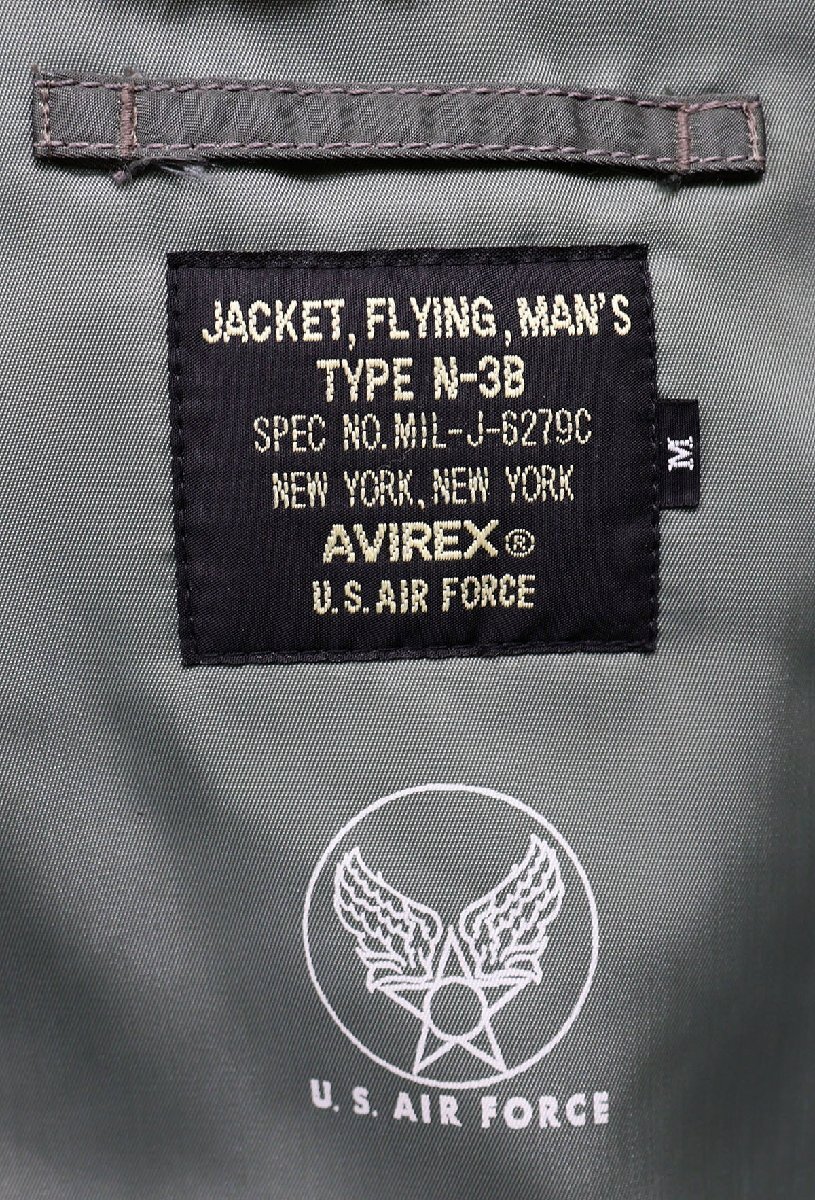 JACKET, FLYING, MAN'S
TYPE N-3B
SPEC NO. MIL-J-6279C
NEW YORK, NEW YORK
AVIREX®
U.S. AIR FORCE
M
U. S. AIR FORCE